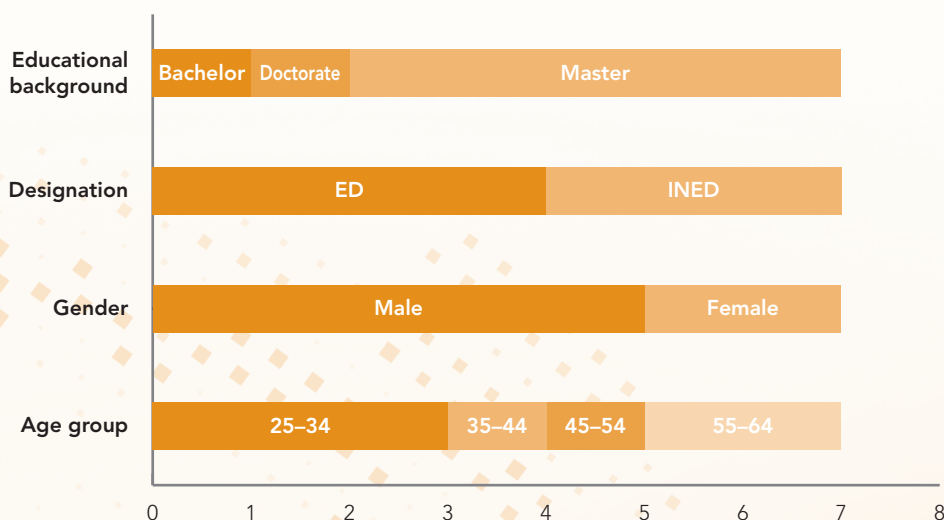 Educational
background
Bachelor Doctorate Master
Designation ED INED
Gender Male Female
Age group 25–34 35–44 45–54 55–64
0 1 2 3 4 5 6 7 8